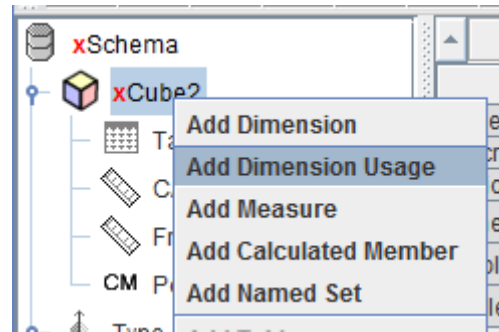 xSchema
xCube2
Add Dimension
Add Dimension Usage
Add Measure
Add Calculated Member
Add Named Set
CM